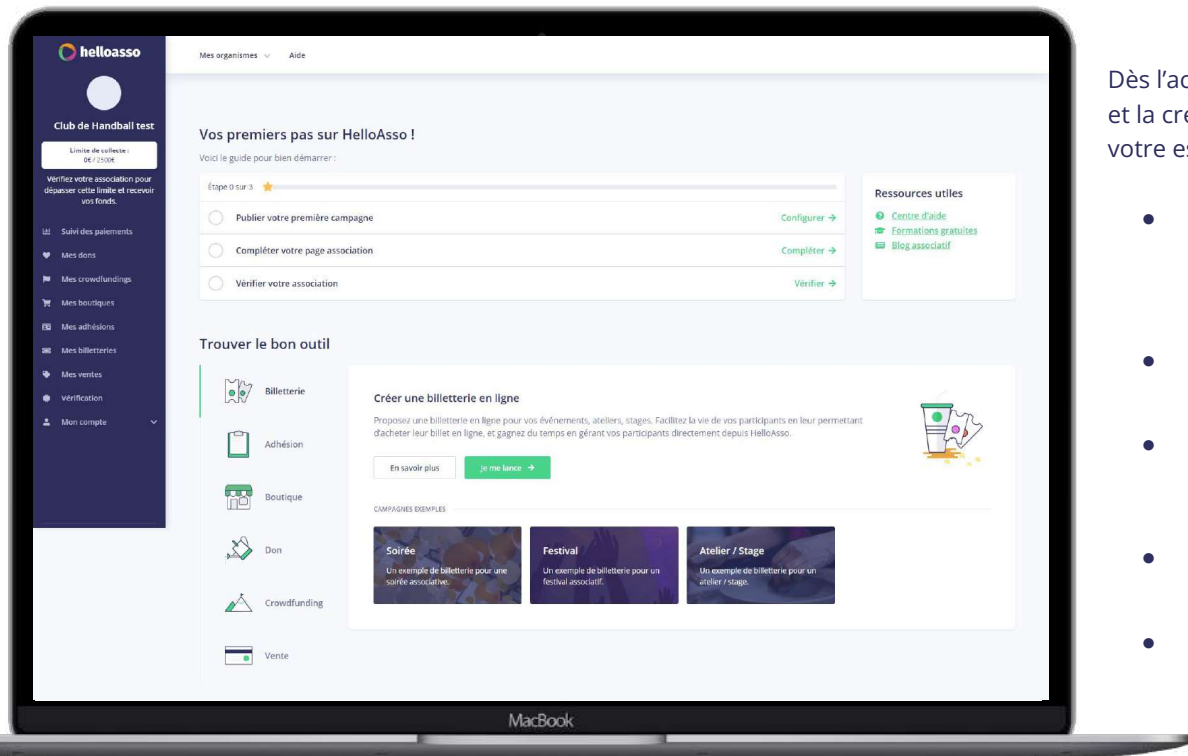 helloasso
Mes organismes
Aide
Club de Handball test
Limite de collecte :
0€ / 2500€
Vérifiez votre association pour
dépasser cette limite et recevoir
vos fonds.
Suivi des paiements
Mes dons
Mes crowdfundings
Mes boutiques
Mes adhésions
Mes billetteries
Mes ventes
Vérification
Mon compte
Vos premiers pas sur HelloAsso !
Voici le guide pour bien démarrer :
Étape 0 sur 3
Publier votre première campagne
Configurer →
Compléter votre page association
Compléter →
Vérifier votre association
Vérifier →
Ressources utiles
Centre d'aide
Formations gratuites
Blog associatif
Trouver le bon outil
Billetterie
Adhésion
Boutique
Don
Crowdfunding
Vente
Créer une billetterie en ligne
Proposez une billetterie en ligne pour vos événements, ateliers, stages. Facilitez la vie de vos participants en leur permettant
d'acheter leur billet en ligne, et gagnez du temps en gérant vos participants directement depuis HelloAsso.
En savoir plus
Je me lance →
CAMPAGNES EXEMPLES
Soirée
Un exemple de billetterie pour une
soirée associative.
Festival
Un exemple de billetterie pour un
festival associatif.
Atelier / Stage
Un exemple de billetterie pour un
atelier / stage.
MacBook
Dès l'ac
et la cré
votre es